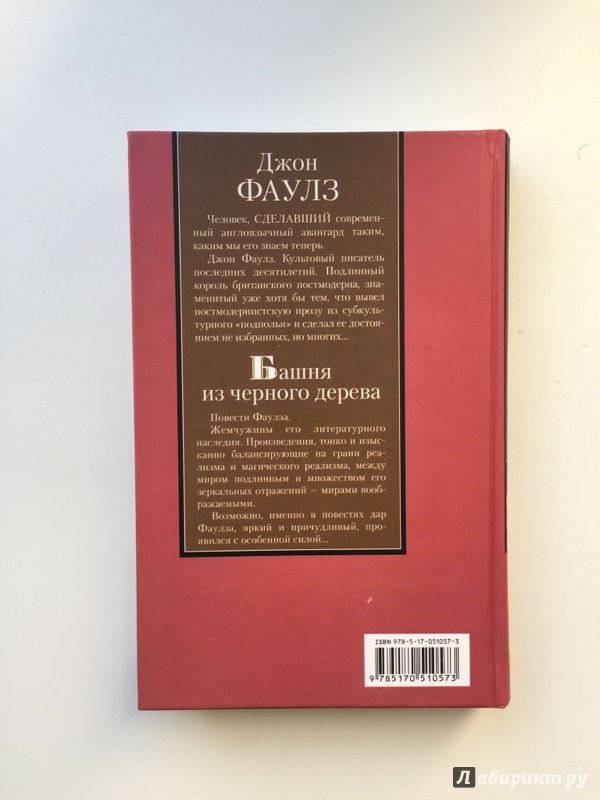 Джон
ФАУЛЗ
Человек, СДЕЛАВШИЙ современ-
ный англоязычный авангард таким,
каким мы его знаем теперь.
Джон Фаулз. Культовый писатель
последних десятилетий. Подлинный
король британского постмодерна, зна-
менитый уже хотя бы тем, что вывел
постмодернистскую прозу из субкуль-
турного «подполья» и сделал ее достоя-
нием не избранных, но многих...
Башня
из черного дерева
Повести Фаулза.
Жемчужины его литературного
наследия. Произведения, тонко и изыс-
канно балансирующие на грани реа-
лизма и магического реализма, между
миром подлинным и множеством его
зеркальных отражений — мирами вооб-
ражаемыми.
Возможно, именно в повестях дар
Фаулза, яркий и причудливый, про-
явился с особенной силой...
ISBN 978-5-17-051057-3
9 785170 510573
Лабиринт.ру